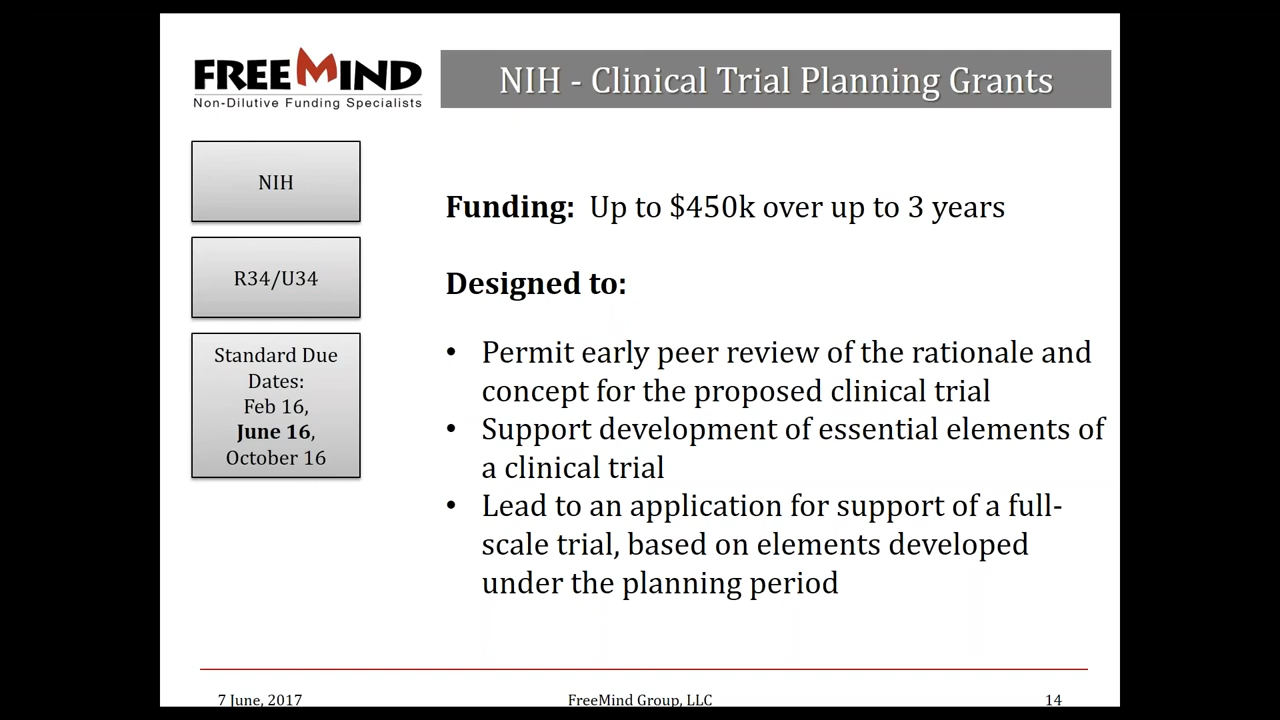 FREEMIND
Non-Dilutive Funding Specialists
NIH - Clinical Trial Planning Grants
NIH
R34/U34
Standard Due
Dates:
Feb 16,
June 16,
October 16
Funding: Up to $450k over up to 3 years
Designed to:
• Permit early peer review of the rationale and
concept for the proposed clinical trial
• Support development of essential elements of
a clinical trial
• Lead to an application for support of a full-
scale trial, based on elements developed
under the planning period
7 June, 2017
FreeMind Group, LLC
14